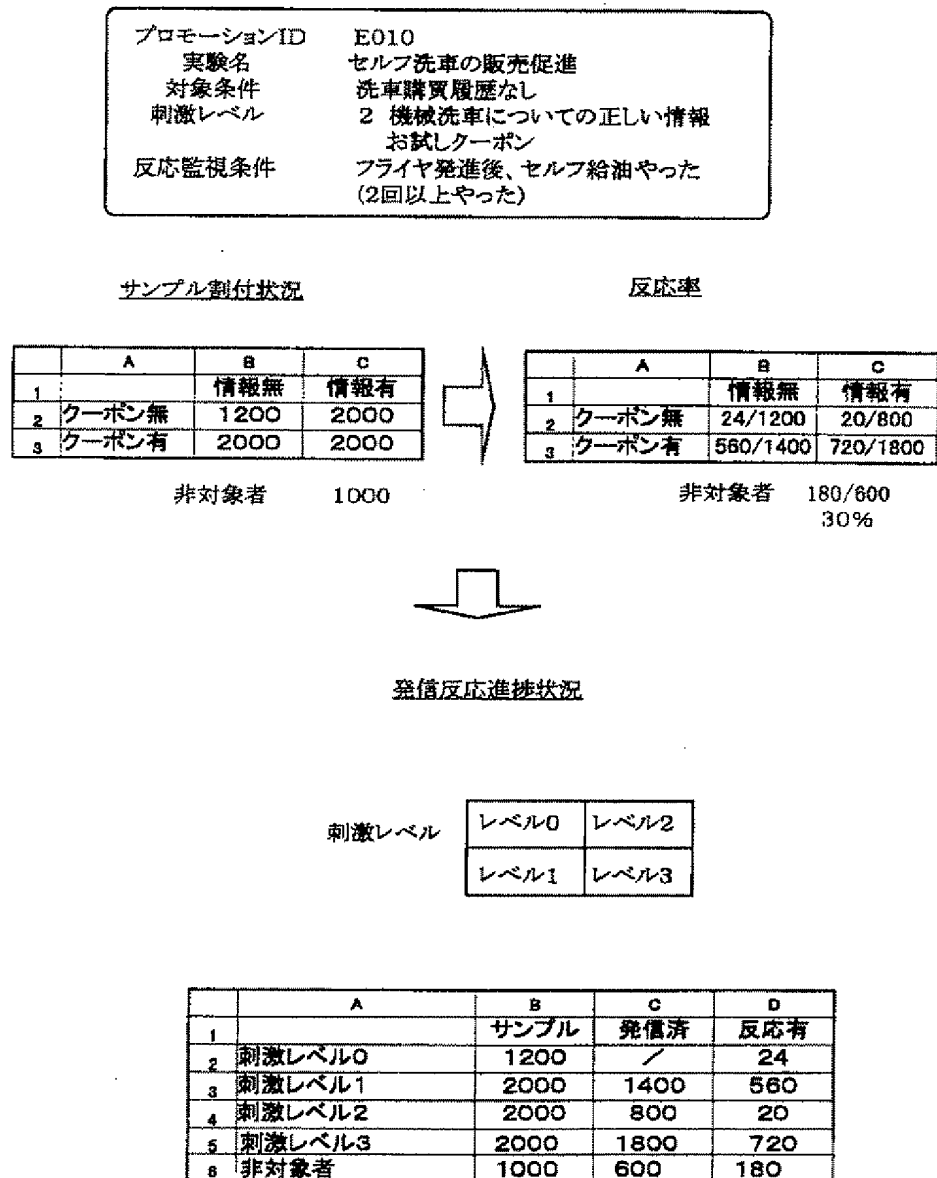 プロモーションID E010
実験名 セルフ洗車の販売促進
対象条件 洗車購買履歴なし
刺激レベル 2 機械洗車についての正しい情報
お試しクーポン
反応監視条件 フライヤ発進後、セルフ給油やった
(2回以上やった)
サンプル割付状況
A B C
1 情報無 情報有
2 クーポン無 1200 2000
3 クーポン有 2000 2000
非対象者 1000
反応率
A B C
1 情報無 情報有
2 クーポン無 24/1200 20/800
3 クーポン有 560/1400 720/1800
非対象者 180/600
30%
発信反応進捗状況
刺激レベル
レベル0 レベル2
レベル1 レベル3
A B C D
1 サンプル 発信済 反応有
2 刺激レベル0 1200 / 24
3 刺激レベル1 2000 1400 560
4 刺激レベル2 2000 800 20
5 刺激レベル3 2000 1800 720
6 非対象者 1000 600 180